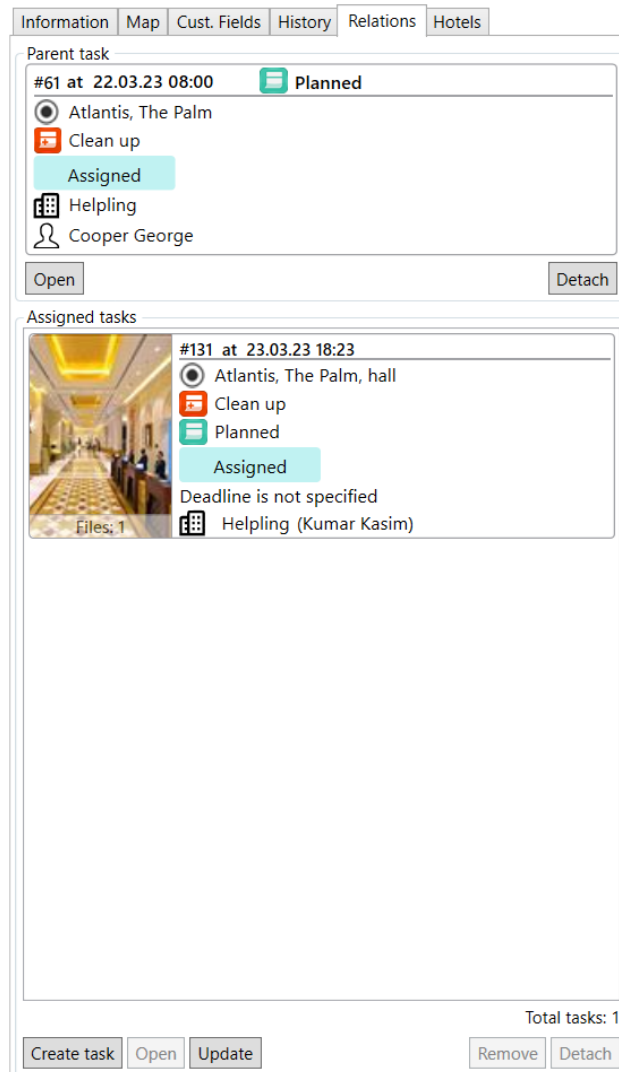 Information Map Cust. Fields History Relations Hotels
Parent task
#61 at 22.03.23 08:00 Planned
Atlantis, The Palm
Clean up
Assigned
Helpling
Cooper George
Open Detach
Assigned tasks
#131 at 23.03.23 18:23
Atlantis, The Palm, hall
Clean up
Planned
Assigned
Deadline is not specified
Files: 1 Helpling (Kumar Kasim)
Total tasks: 1
Create task Open Update Remove Detach